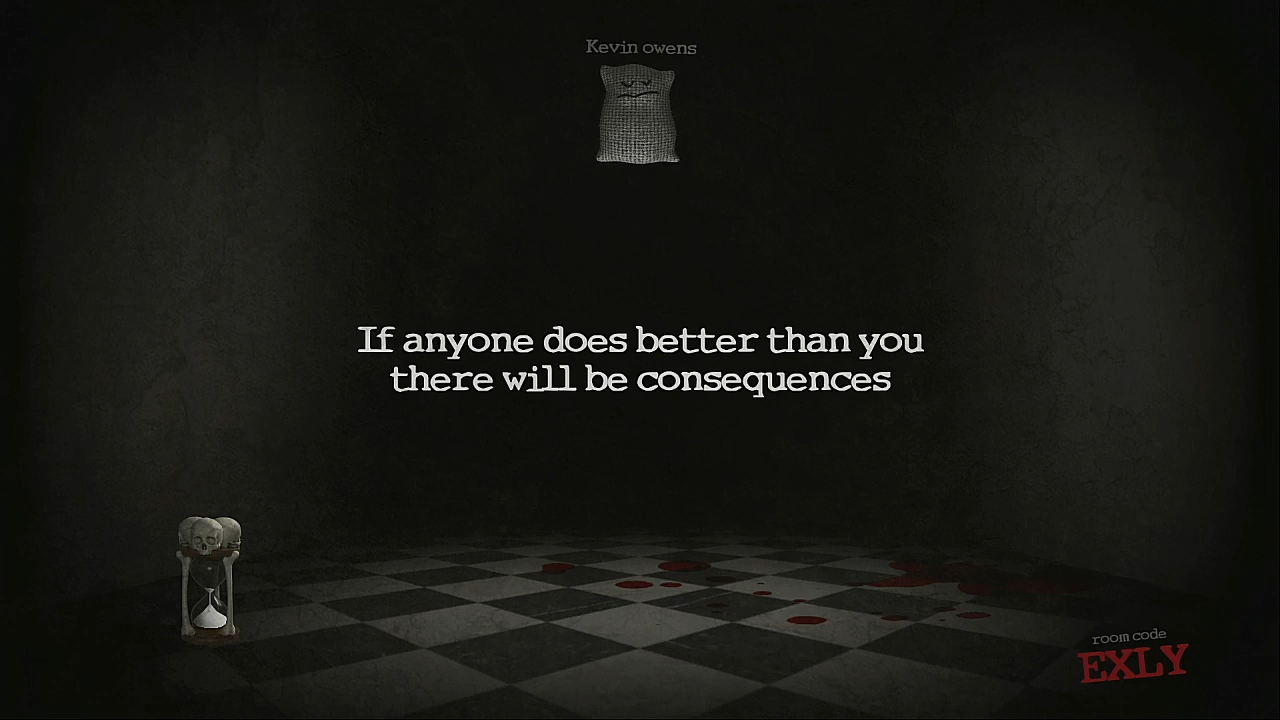 Kevin owens
If anyone does better than you
there will be consequences
room code
EXLY